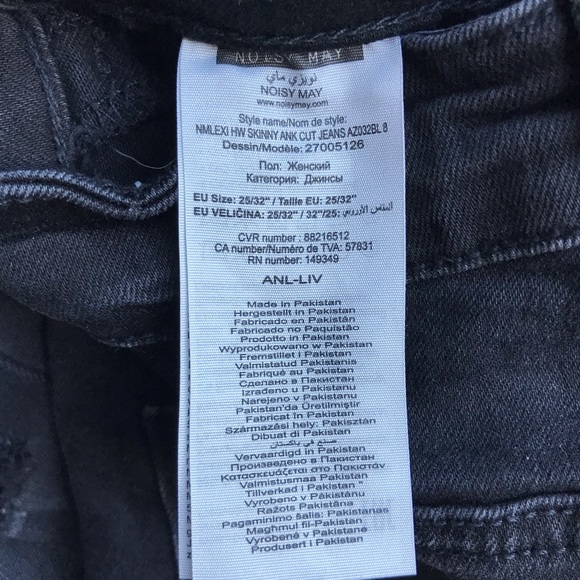 NOISY MAY
نويزي ماي
NOISY MAY
www.noisymay.com
Style name/Nom de style:
NMLEXI HW SKINNY ANK CUT JEANS AZ032BL 8
Dessin/Modèle: 27005126
Пол: Женский
Категория: Джинсы
EU Size: 25/32" / Taille EU: 25/32"
EU VELIČINA: 25/32" / 32"/25: المقاس الأوروبي
CVR number : 88216512
CA number/Numéro de TVA: 57831
RN number: 149349
ANL-LIV
Made in Pakistan
Hergestellt in Pakistan
Fabricado en Pakistán
Fabricado no Paquistão
Prodotto in Pakistan
Wyprodukowano w Pakistan
Fremstillet i Pakistan
Valmistatud Pakistanis
Fabriqué au Pakistan
Сделано в Пакистан
Izrađeno u Pakistanu
Narejeno v Pakistanu
Pakistan'da Üretilmiştir
Fabricat în Pakistan
Származási hely: Pakisztán
Dibuat di Pakistan
صنع في باكستان
Vervaardigd in Pakistan
Произведено в Пакистан
Κατασκευάζεται στο Πακιστάν
Valmistusmaa Pakistan
Tillverkad i Pakistan "
Vyrobeno v Pákistánu
Ražots Pakistāna
Vyrobené v Pakistane
Pagaminimo šalis: Pakistanas
Magħmul fil-Pakistan
Produsert i Pakistan